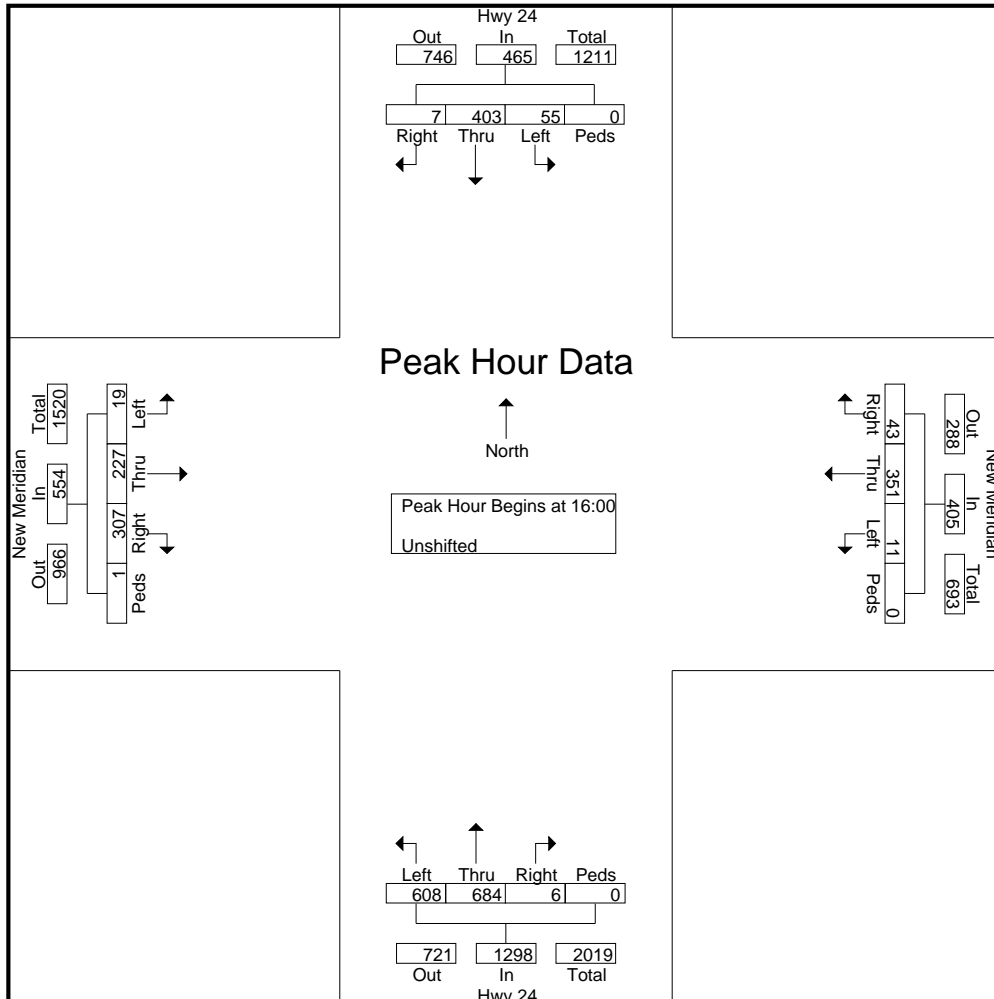 Hwy 24
Out In Total
746 465 1211
7 403 55 0
Right Thru Left Peds
Peak Hour Data
North
Peak Hour Begins at 16:00
Unshifted
New Meridian
Total In Out
1520 554 966
19 227 307 1
Left Thru Right Peds
Right Thru Left Peds
43 351 11 0
288 405 693
Out In Total
New Meridian
Left Thru Right Peds
608 684 6 0
721 1298 2019
Out In Total
Hwy 24